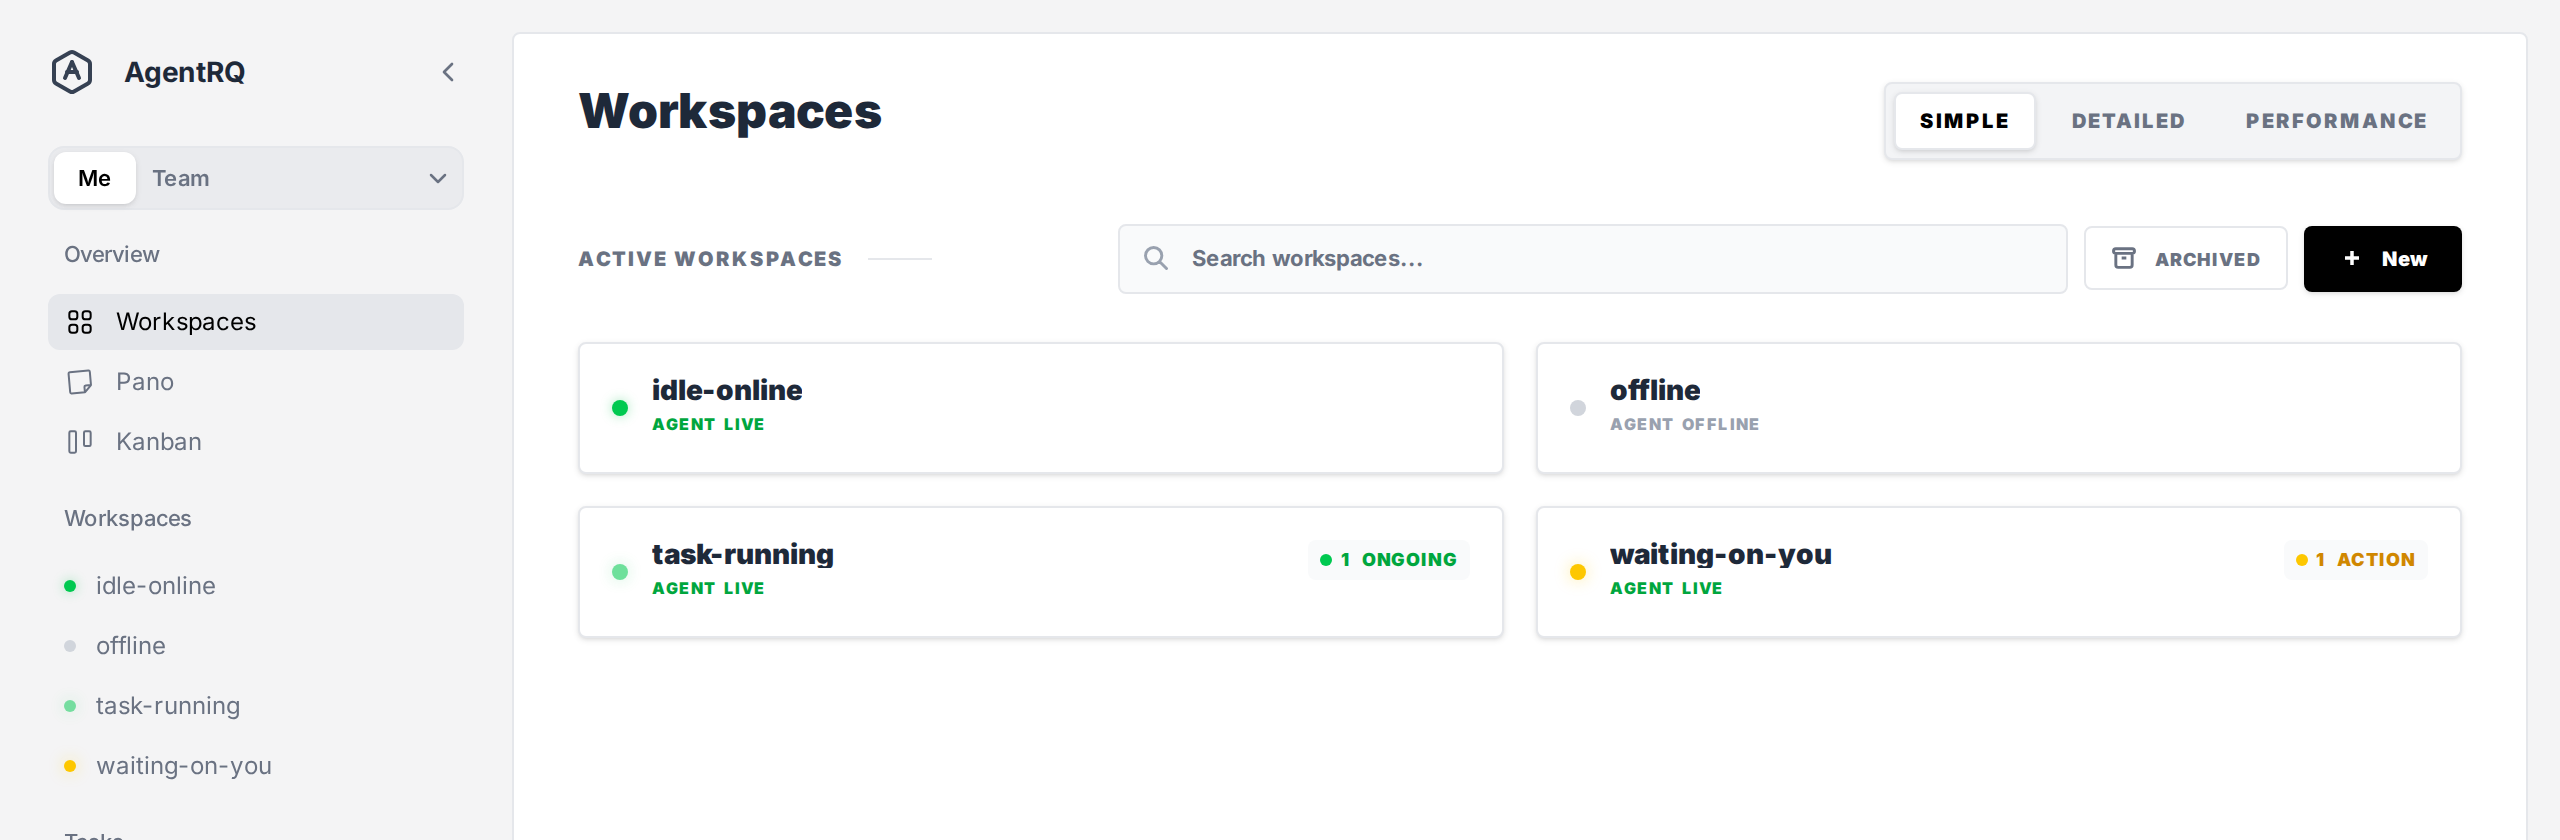 AgentRQ
Me
Team
Overview
Workspaces
Pano
Kanban
Workspaces
idle-online
offline
task-running
waiting-on-you
Workspaces
SIMPLE
DETAILED
PERFORMANCE
ACTIVE WORKSPACES
Search workspaces...
ARCHIVED
+ New
idle-online
AGENT LIVE
offline
AGENT OFFLINE
task-running
AGENT LIVE
1 ONGOING
waiting-on-you
AGENT LIVE
1 ACTION